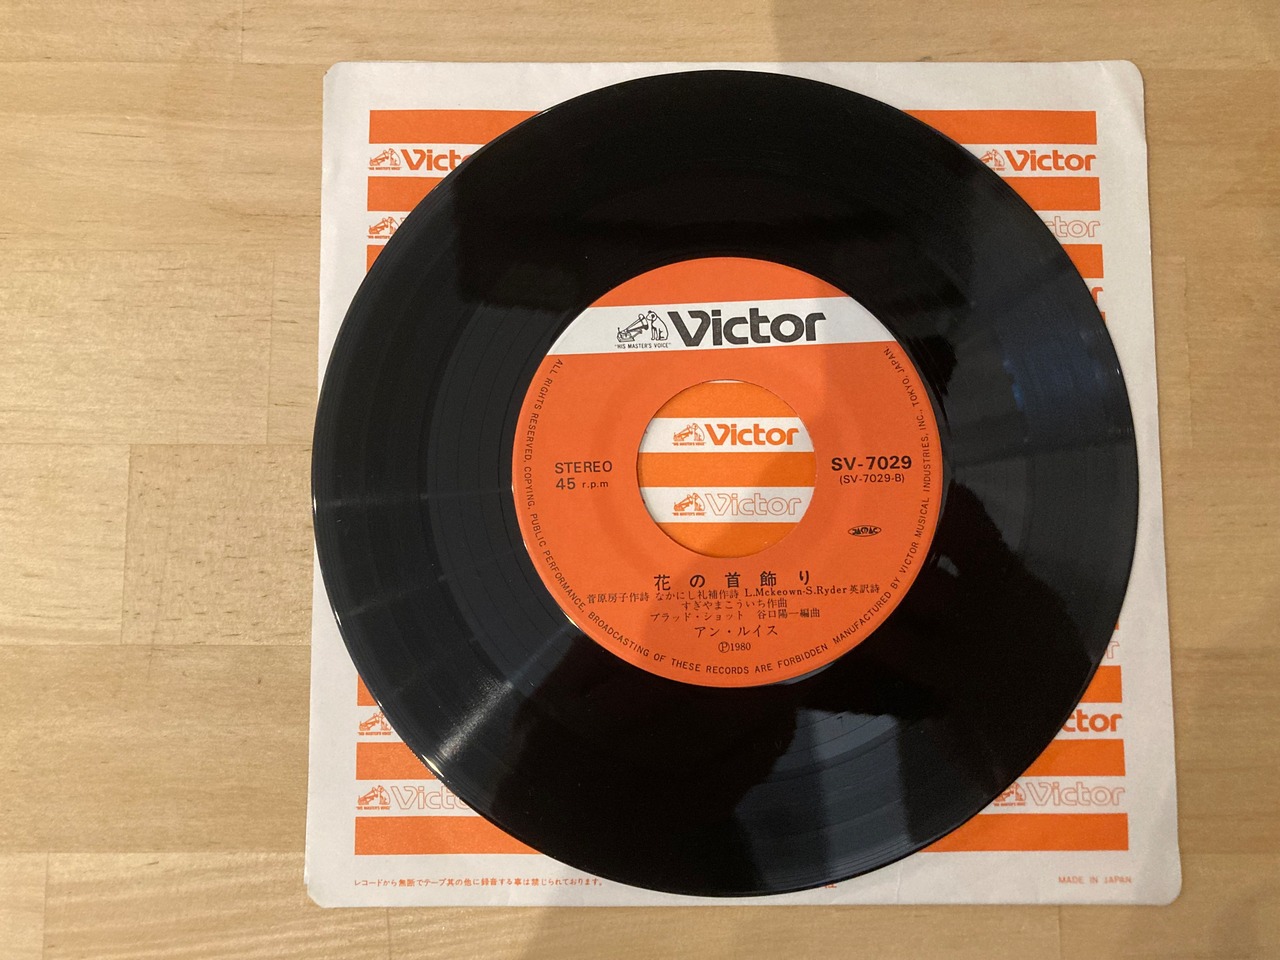 Victor
Victor
"HIS MASTER'S VOICE"
Victor
"HIS MASTER'S VOICE"
ALL RIGHTS RESERVED. COPYING, PUBLIC PERFORMANCE, BROADCASTING OF THESE RECORDS ARE FORBIDDEN MANUFACTURED BY VICTOR MUSICAL INDUSTRIES, INC., TOKYO, JAPAN.
Victor
STEREO
45 r.p.m
SV-7029
(SV-7029-B)
Victor
JASRAC
花の首飾り
菅原房子作詩 なかにし礼補作詩 L.Mckeown-S.Ryder英訳詩
すぎやまこういち作曲
ブラッド・ショット 谷口陽一編曲
アン・ルイス
Ⓟ1980
Victor
レコードから無断でテープ其の他に録音する事は禁じられております。
MADE IN JAPAN